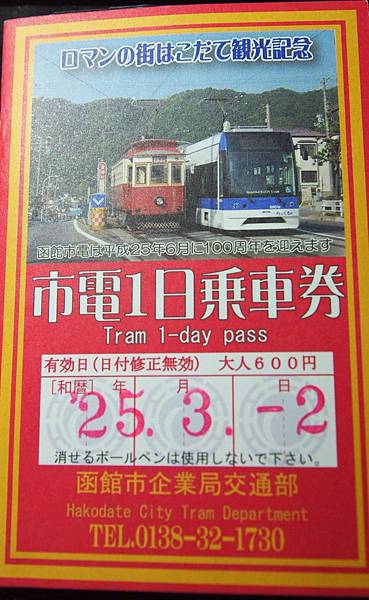 ロマンの街はこだて観光記念
函館市電は平成25年6月に100周年を迎えます
市電1日乗車券
Tram 1-day pass
有効日(日付修正無効) 大人600円
[和暦] 年 月 日
'25. 3. -2
消せるボールペンは使用しないで下さい。
函館市企業局交通部
Hakodate City Tram Department
TEL.0138-32-1730